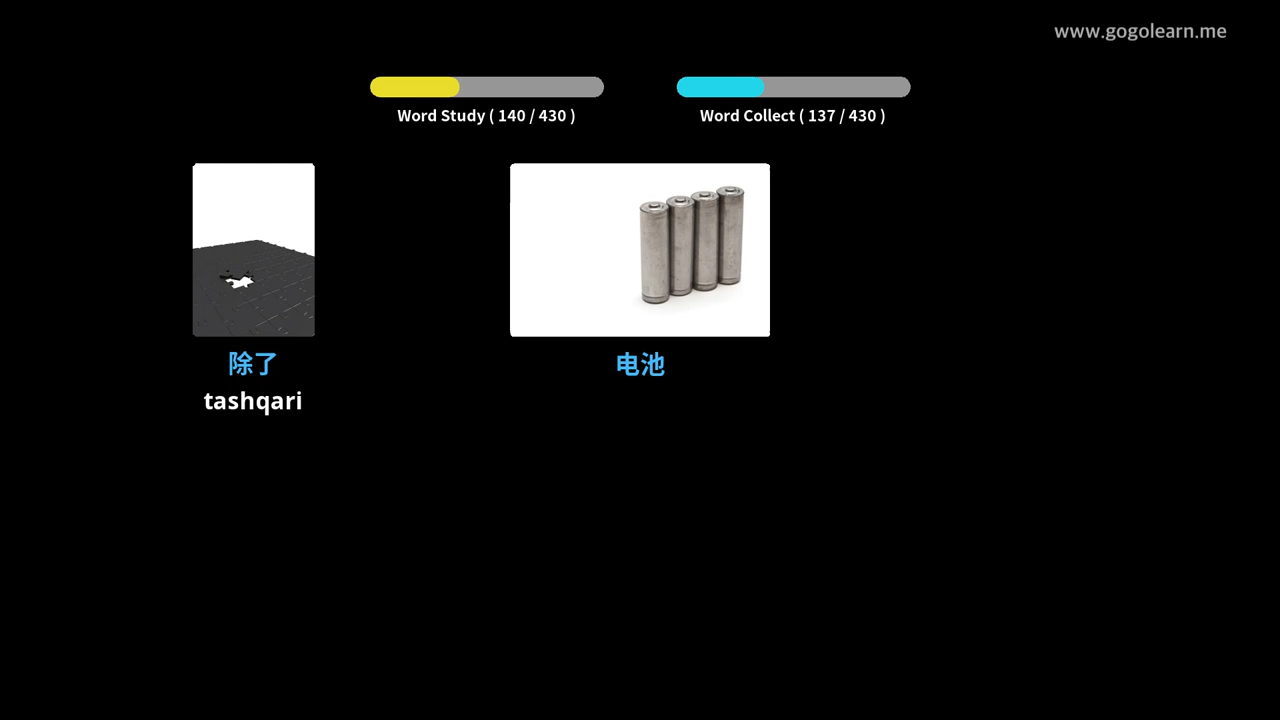 www.gogolearn.me
Word Study ( 140 / 430 )
Word Collect ( 137 / 430 )
除了
tashqari
电池